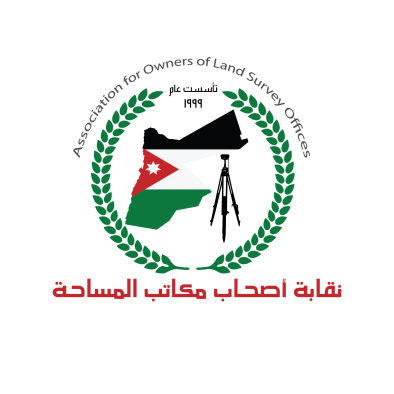 Association for Owners of Land Survey Offices
تأسست عام
١٩٩٩
نقابة أصحاب مكاتب المساحة